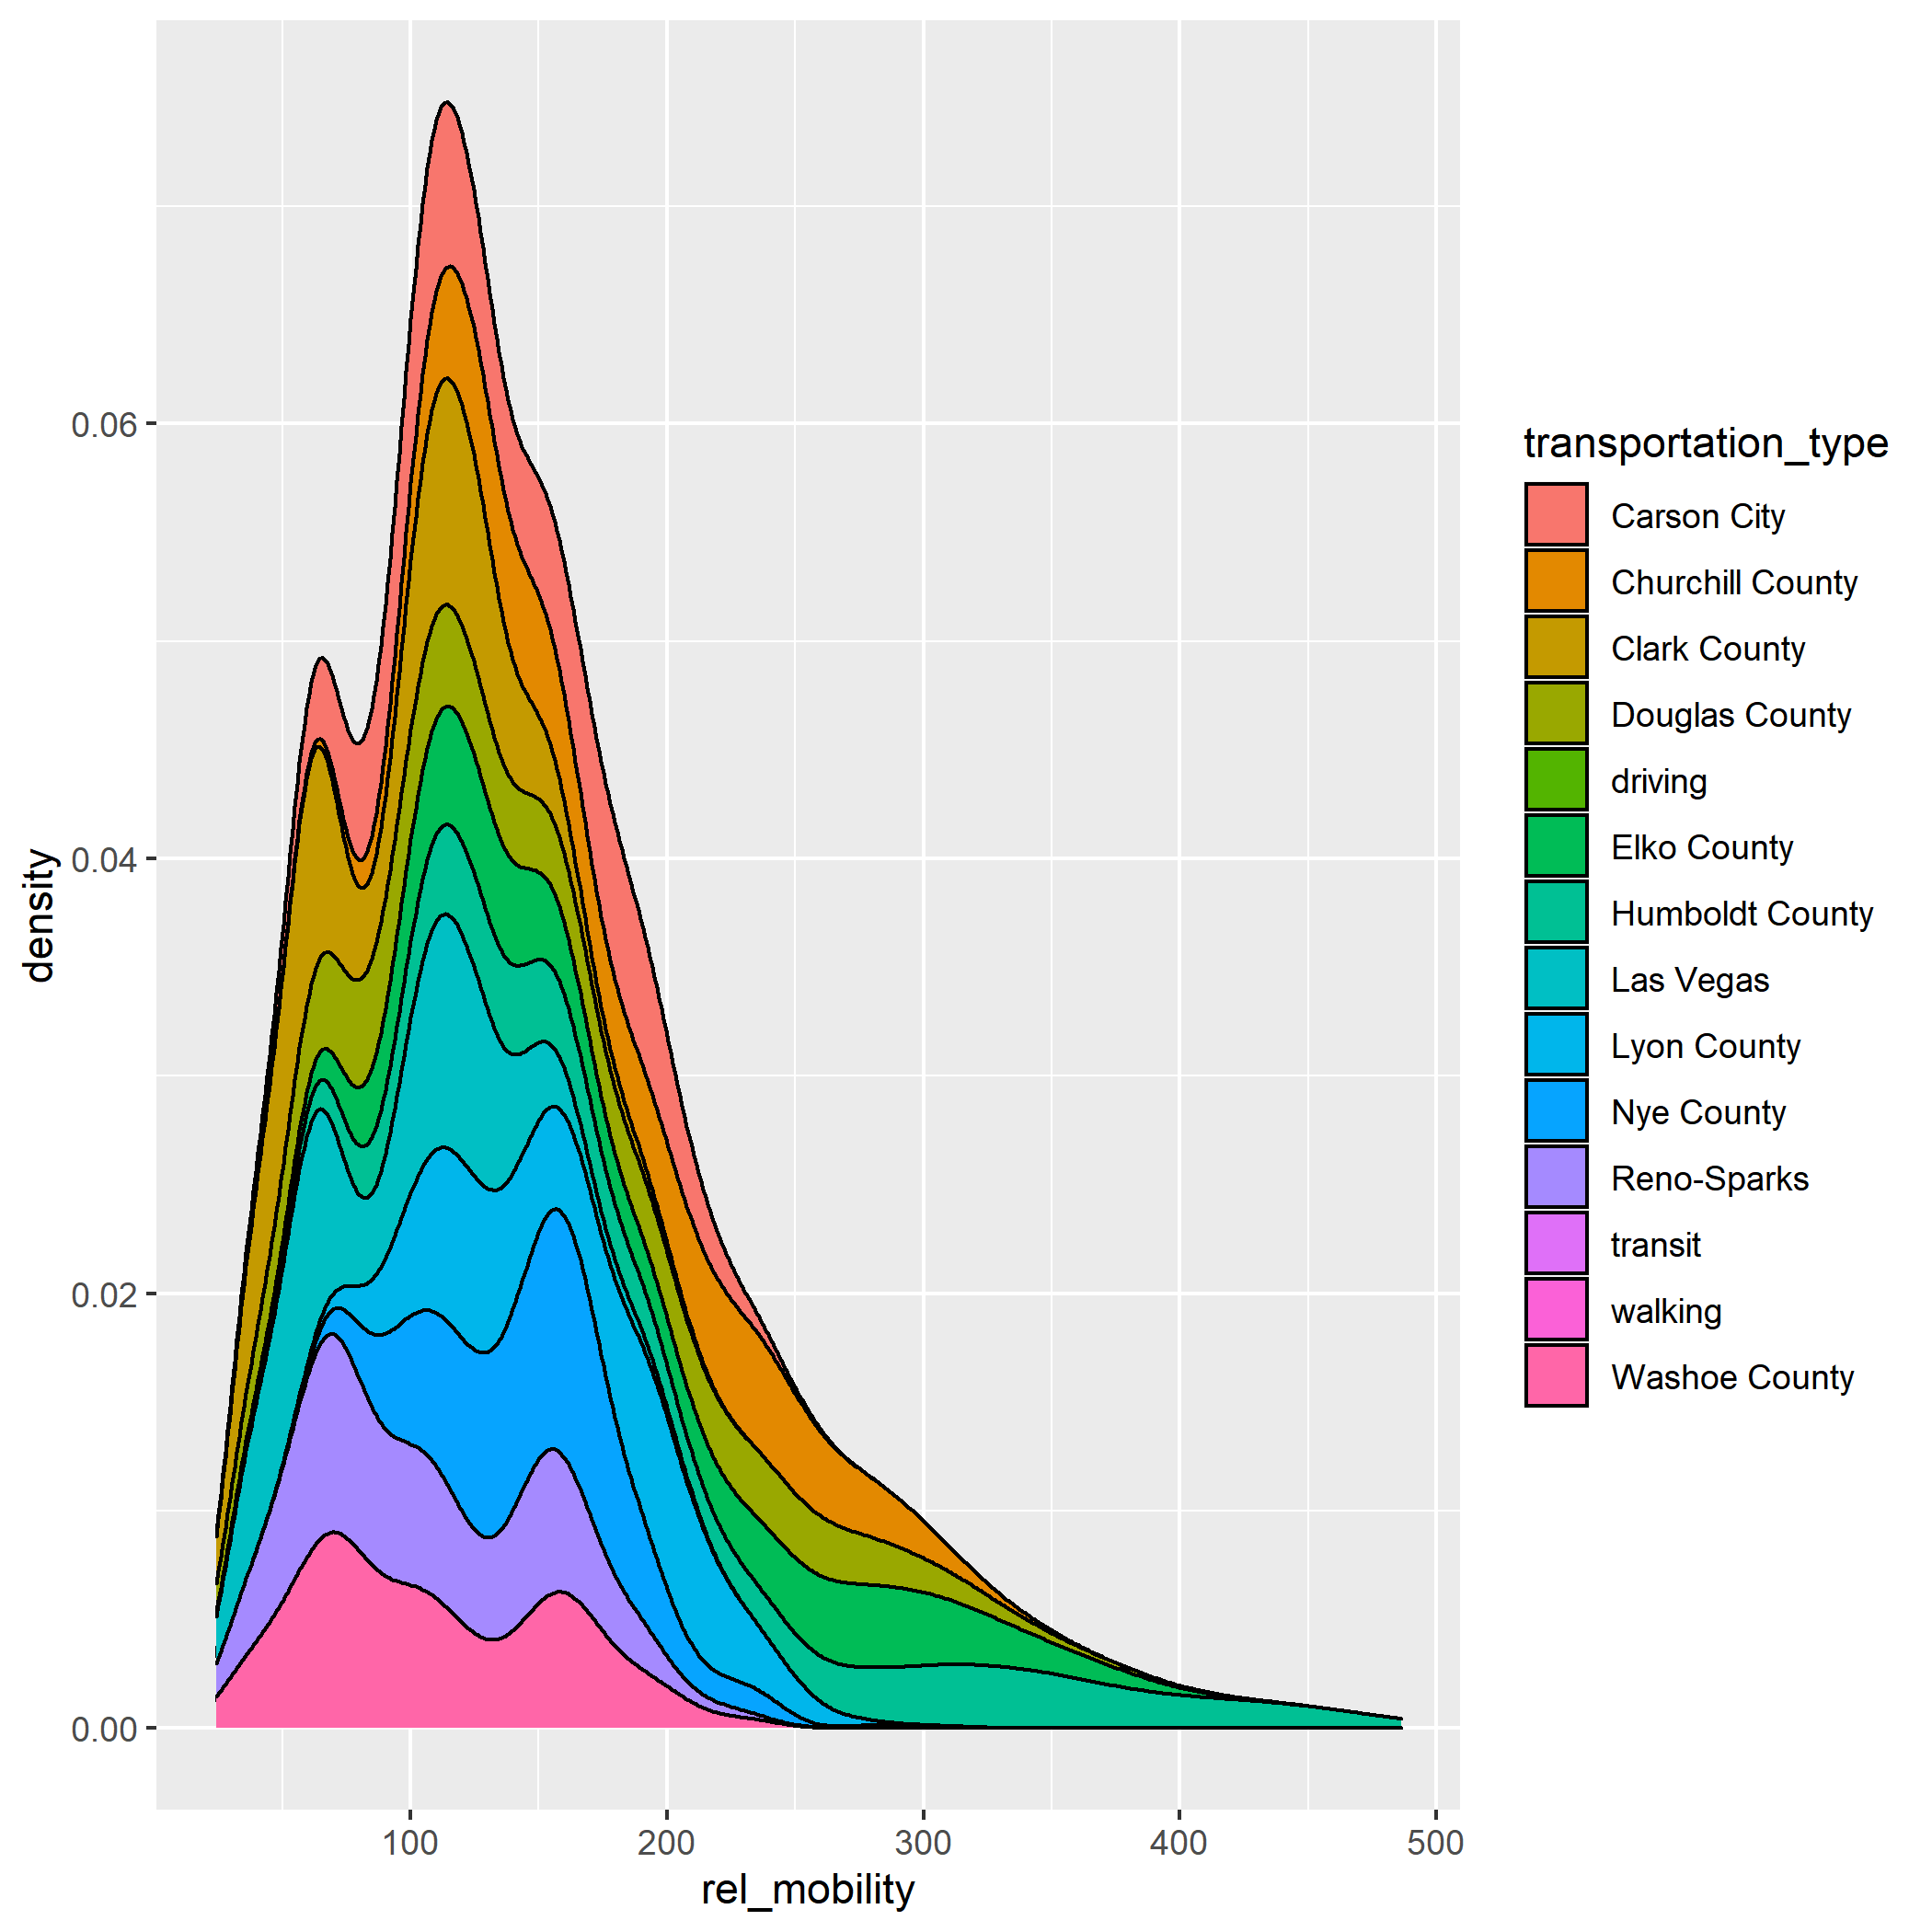 density
0.06
0.04
0.02
0.00
100 200 300 400 500
rel_mobility
transportation_type
Carson City
Churchill County
Clark County
Douglas County
driving
Elko County
Humboldt County
Las Vegas
Lyon County
Nye County
Reno-Sparks
transit
walking
Washoe County